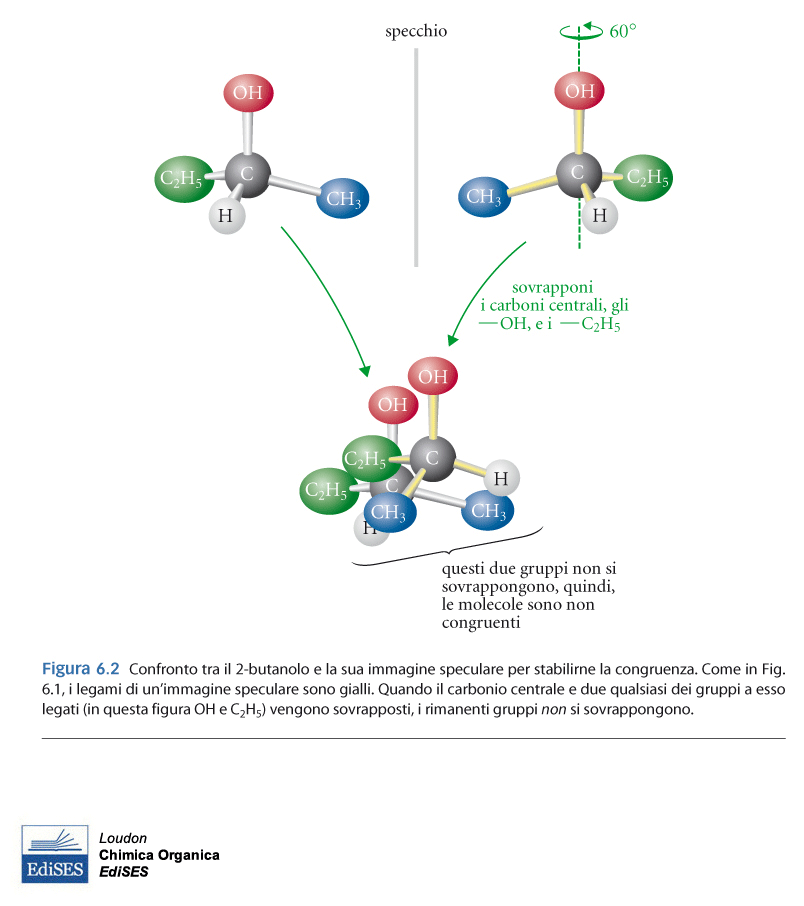 specchio
60°
OH
OH
C₂H₅
C
CH₃
H
CH₃
C
C₂H₅
H
sovrapponi
i carboni centrali, gli
—OH, e i —C₂H₅
OH
OH
C₂H₅
C
H
C₂H₅
C
CH₃
CH₃
H
questi due gruppi non si
sovrappongono, quindi,
le molecole sono non
congruenti
Figura 6.2 Confronto tra il 2-butanolo e la sua immagine speculare per stabilirne la congruenza. Come in Fig.
6.1, i legami di un’immagine speculare sono gialli. Quando il carbonio centrale e due qualsiasi dei gruppi a esso
legati (in questa figura OH e C₂H₅) vengono sovrapposti, i rimanenti gruppi non si sovrappongono.
EdiSES
Loudon
Chimica Organica
EdiSES